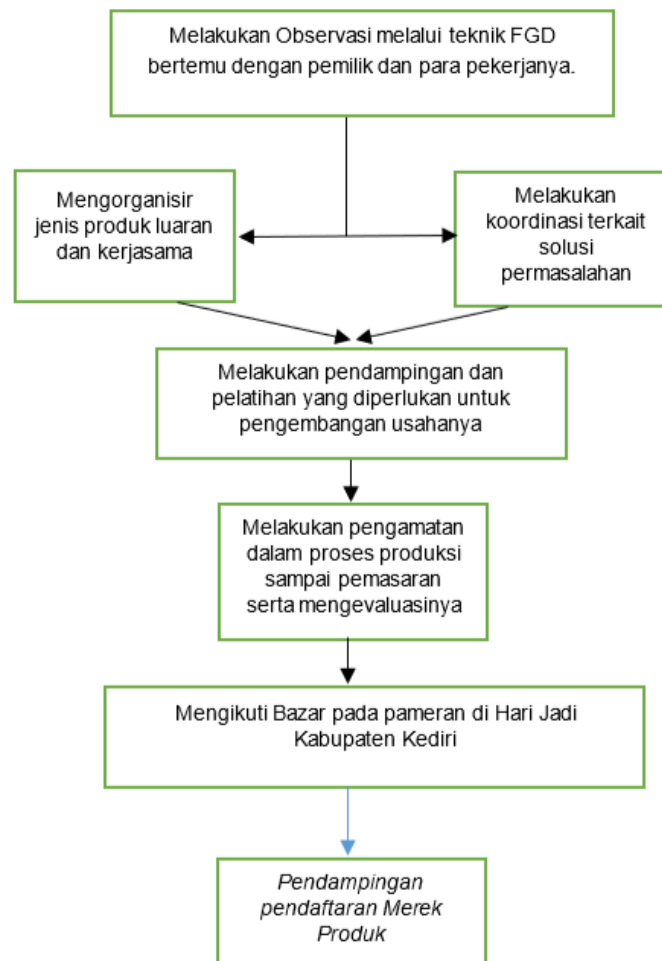 Melakukan Observasi melalui teknik FGD
bertemu dengan pemilik dan para pekerjanya.
Mengorganisir
jenis produk luaran
dan kerjasama
Melakukan
koordinasi terkait
solusi
permasalahan
Melakukan pendampingan dan
pelatihan yang diperlukan untuk
pengembangan usahanya
Melakukan pengamatan
dalam proses produksi
sampai pemasaran
serta mengevaluasinya
Mengikuti Bazar pada pameran di Hari Jadi
Kabupaten Kediri
Pendampingan
pendaftaran Merek
Produk